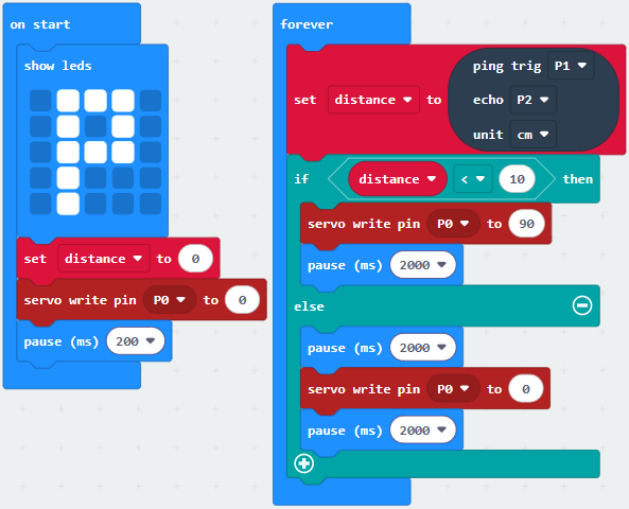 on start
show leds
set distance to 0
servo write pin P0 to 0
pause (ms) 200
forever
set distance to ping trig P1
echo P2
unit cm
if distance < 10 then
servo write pin P0 to 90
pause (ms) 2000
else
pause (ms) 2000
servo write pin P0 to 0
pause (ms) 2000